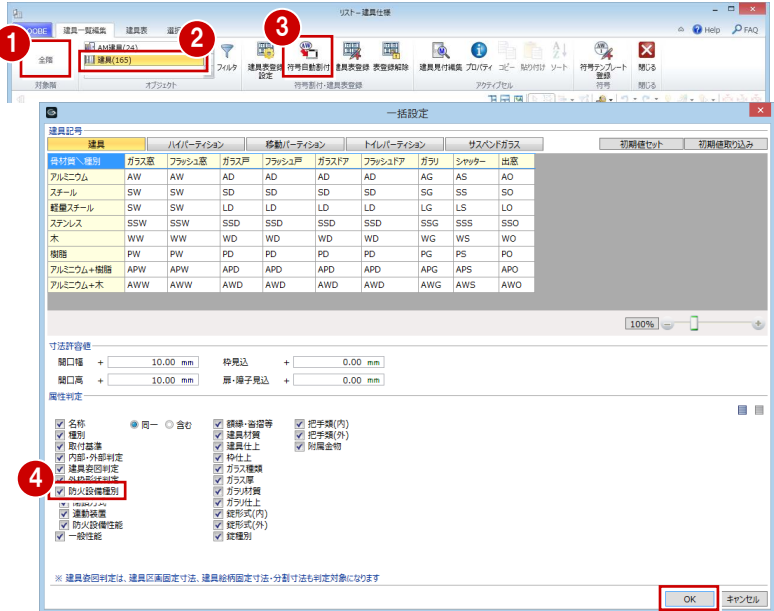 リスト－建具仕様
建具一覧編集 建具表
Help FAQ
1 2 3
全階
AM建具(24)
建具(165)
フィルタ
建具表登録設定 符号自動割付 建具表登録 表登録解除
建具見付編集 プロパティ コピー 貼り付け ソート
符号テンプレート登録 閉じる
対象階 オブジェクト 符号割付・建具表登録 アクティブセル 符号 閉じる
一括設定
建具記号
建具 ハイパーティション 移動パーティション トイレパーティション サスペンドガラス 初期値セット 初期値取り込み
骨材質＼種別 ガラス窓 フラッシュ窓 ガラス戸 フラッシュ戸 ガラスドア フラッシュドア ガラリ シャッター 出窓
アルミニウム AW AW AD AD AD AD AG AS AO
スチール SW SW SD SD SD SD SG SS SO
軽量スチール SW SW LD LD LD LD LG LS LO
ステンレス SSW SSW SSD SSD SSD SSD SSG SSS SSO
木 WW WW WD WD WD WD WG WS WO
樹脂 PW PW PD PD PD PD PG PS PO
アルミニウム+樹脂 APW APW APD APD APD APD APG APS APO
アルミニウム+木 AWW AWW AWD AWD AWD AWD AWG AWS AWO
100%
寸法許容値
開口幅 + 10.00 mm 枠見込 + 0.00 mm
開口高 + 10.00 mm 扉・障子見込 + 0.00 mm
属性判定
名称 同一 含む 額縁・沓摺等 把手類(内)
種別 建具材質 把手類(外)
取付基準 建具仕上 附属金物
内部・外部判定 枠仕上
建具姿図判定 ガラス種類
外枠形状判定 ガラス厚
4 防火設備種別 ガラリ材質
開閉方式 ガラリ仕上
連動装置 錠形式(内)
防火設備性能 錠形式(外)
一般性能 錠種別
※ 建具姿図判定は、建具区画固定寸法、建具絵柄固定寸法・分割寸法も判定対象になります
OK キャンセル